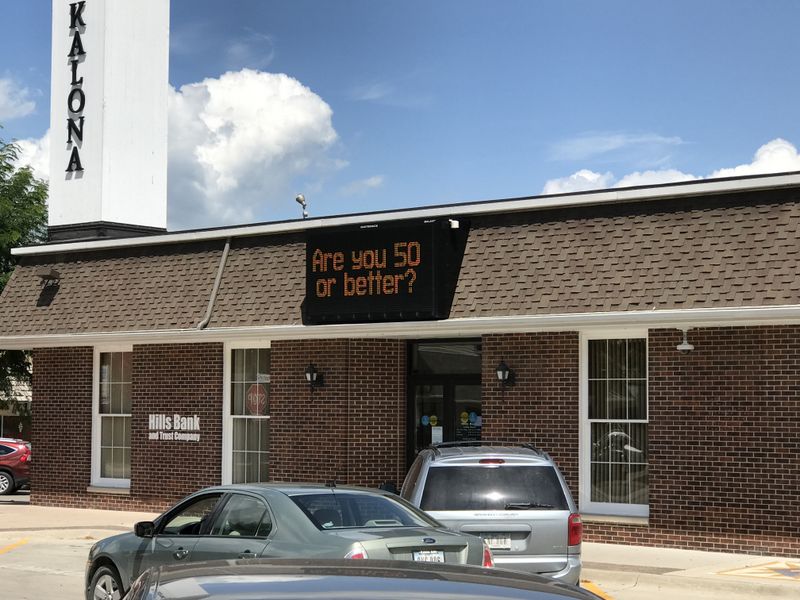 KALONA
Are you 50
or better?
Hills Bank
and Trust Company